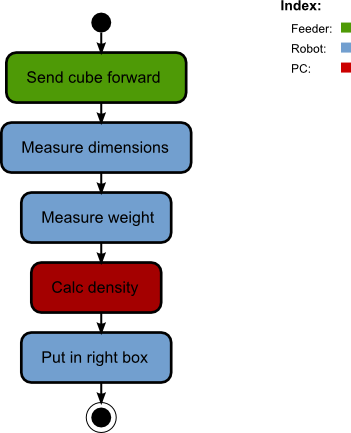 Index:
Feeder:
Robot:
PC:
Send cube forward
Measure dimensions
Measure weight
Calc density
Put in right box